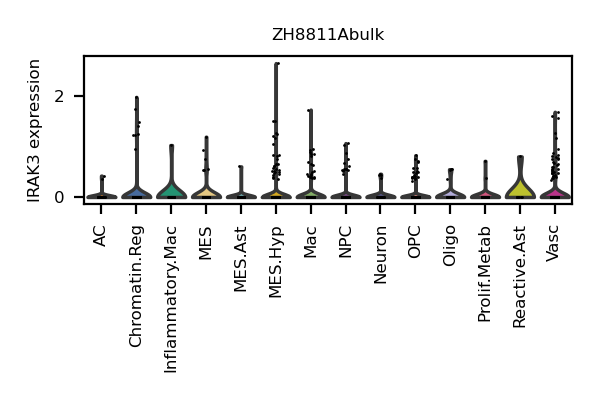 ZH8811Abulk
IRAK3 expression
2
0
AC
Chromatin.Reg
Inflammatory.Mac
MES
MES.Ast
MES.Hyp
Mac
NPC
Neuron
OPC
Oligo
Prolif.Metab
Reactive.Ast
Vasc